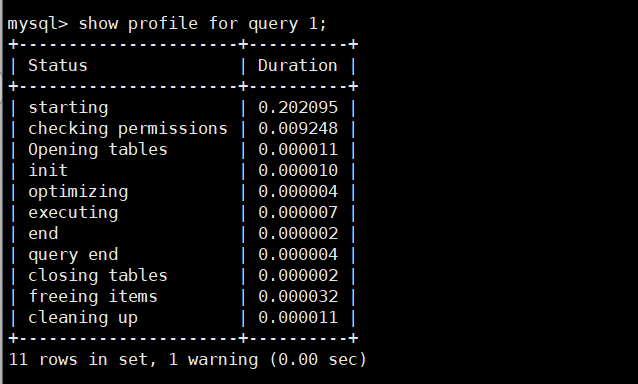 mysql> show profile for query 1;
+----------------------+----------+
| Status               | Duration |
+----------------------+----------+
| starting             | 0.202095 |
| checking permissions | 0.009248 |
| Opening tables       | 0.000011 |
| init                 | 0.000010 |
| optimizing           | 0.000004 |
| executing            | 0.000007 |
| end                  | 0.000002 |
| query end            | 0.000004 |
| closing tables       | 0.000002 |
| freeing items        | 0.000032 |
| cleaning up          | 0.000011 |
+----------------------+----------+
11 rows in set, 1 warning (0.00 sec)